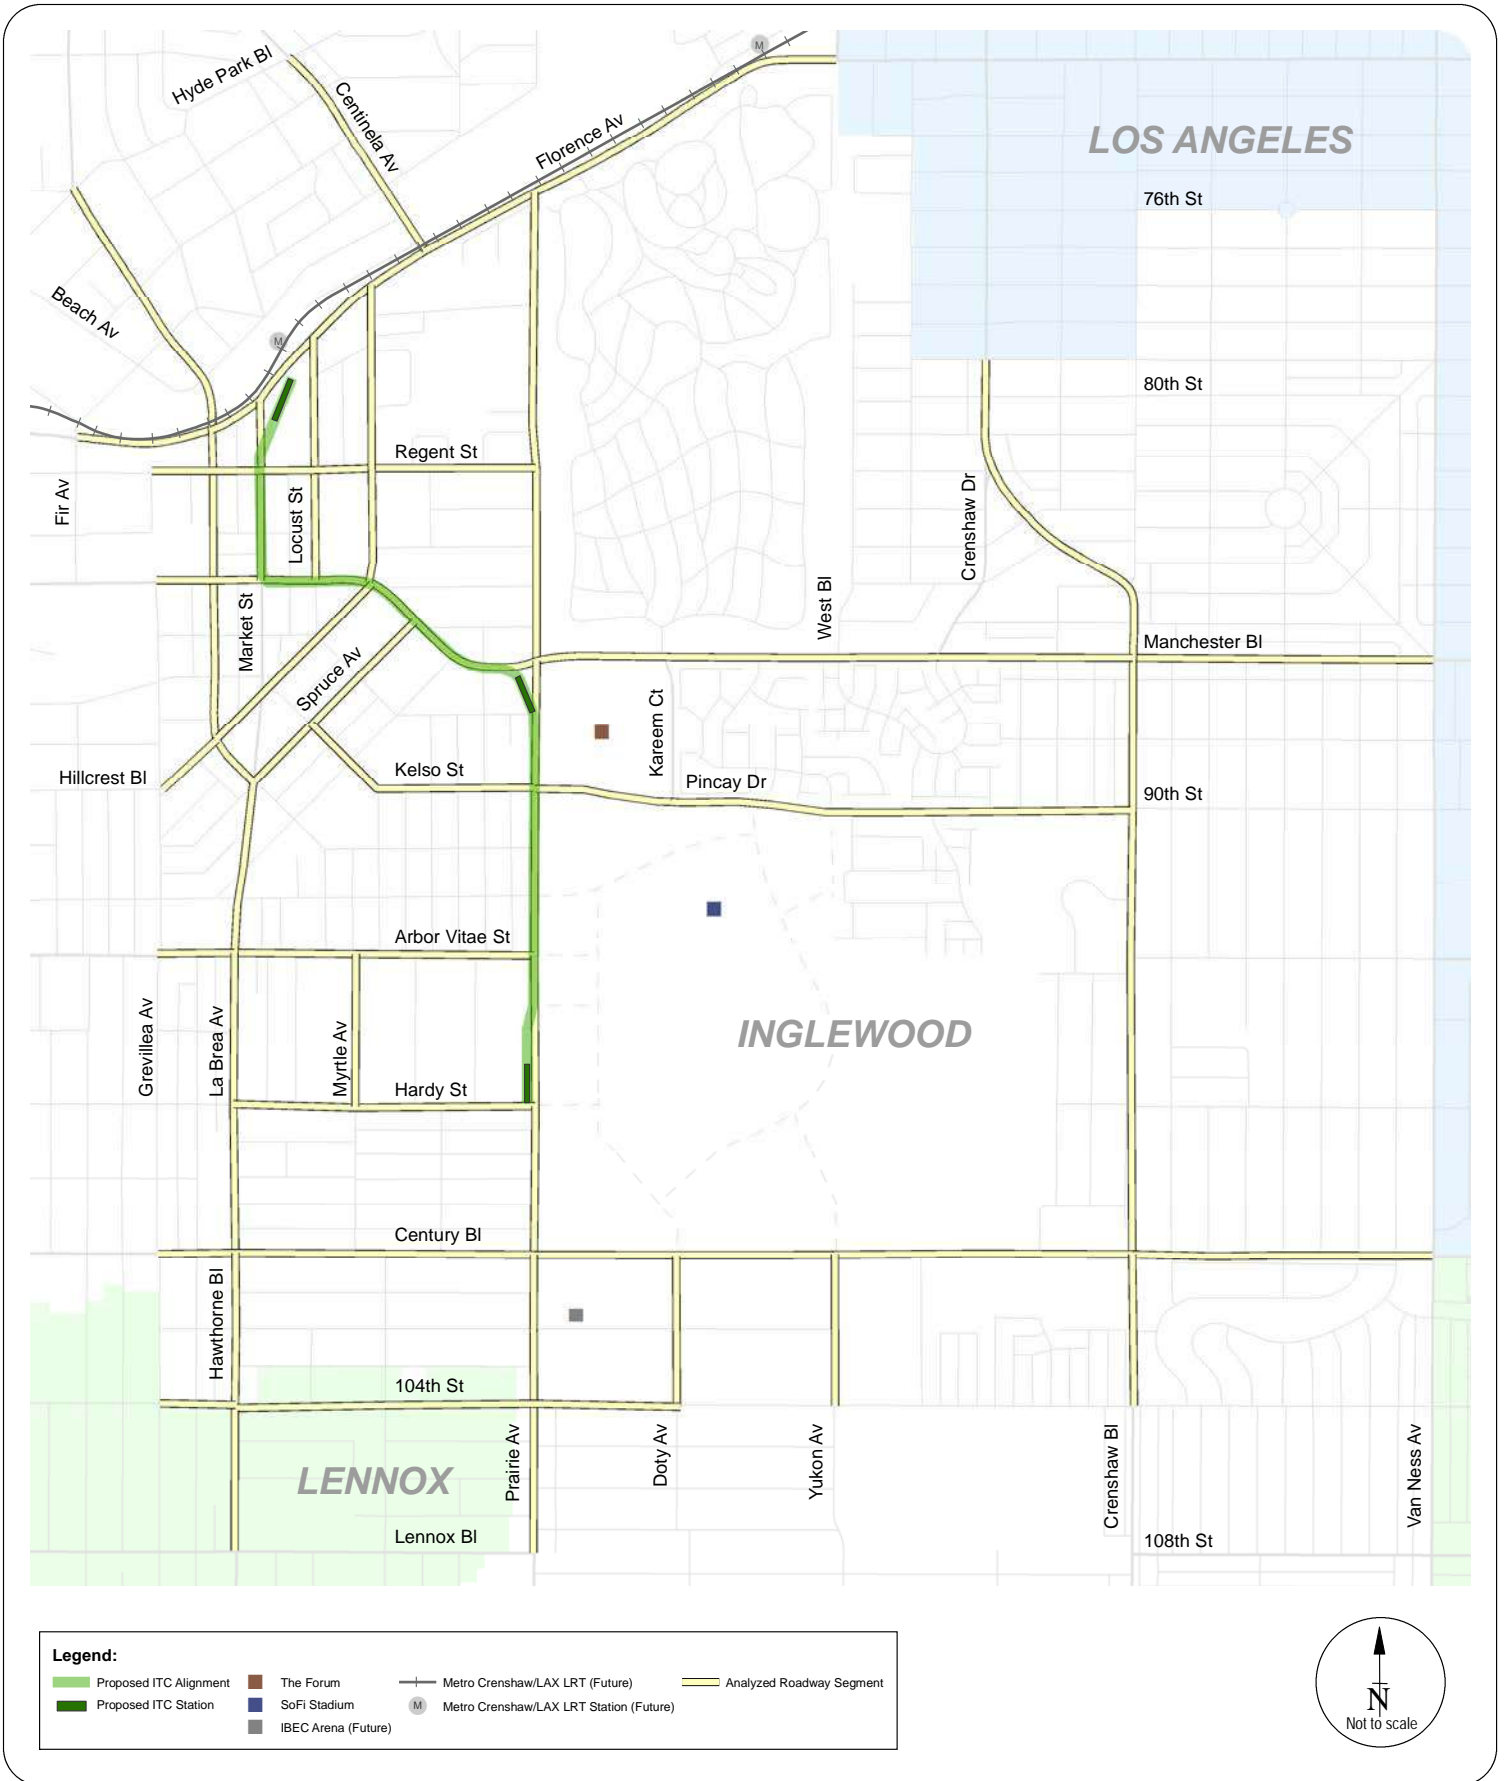 M
Hyde Park Bl
Centinela Av
Florence Av
LOS ANGELES
76th St
Beach Av
M
80th St
Regent St
Fir Av
Locust St
Crenshaw Dr
Market St
West Bl
Manchester Bl
Spruce Av
Kareem Ct
Hillcrest Bl
Kelso St
Pincay Dr
90th St
Arbor Vitae St
Grevillea Av
La Brea Av
Myrtle Av
INGLEWOOD
Hardy St
Century Bl
Hawthorne Bl
104th St
LENNOX
Prairie Av
Doty Av
Yukon Av
Crenshaw Bl
Van Ness Av
Lennox Bl
108th St
Legend:
Proposed ITC Alignment
Proposed ITC Station
The Forum
SoFi Stadium
IBEC Arena (Future)
Metro Crenshaw/LAX LRT (Future)
M Metro Crenshaw/LAX LRT Station (Future)
Analyzed Roadway Segment
N
Not to scale